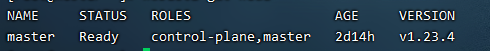 NAME STATUS ROLES AGE VERSION
master Ready control-plane,master 2d14h v1.23.4